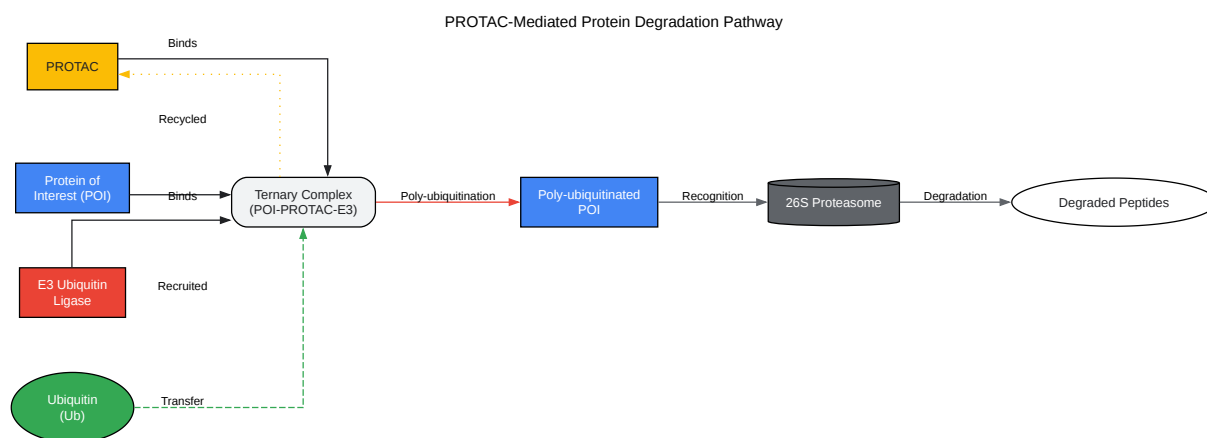 PROTAC-Mediated Protein Degradation Pathway
Binds
PROTAC
Recycled
Protein of
Interest (POI)
Binds
Ternary Complex
(POI-PROTAC-E3)
Poly-ubiquitination
Poly-ubiquitinated
POI
Recognition
26S Proteasome
Degradation
Degraded Peptides
E3 Ubiquitin
Ligase
Recruited
Ubiquitin
(Ub)
Transfer